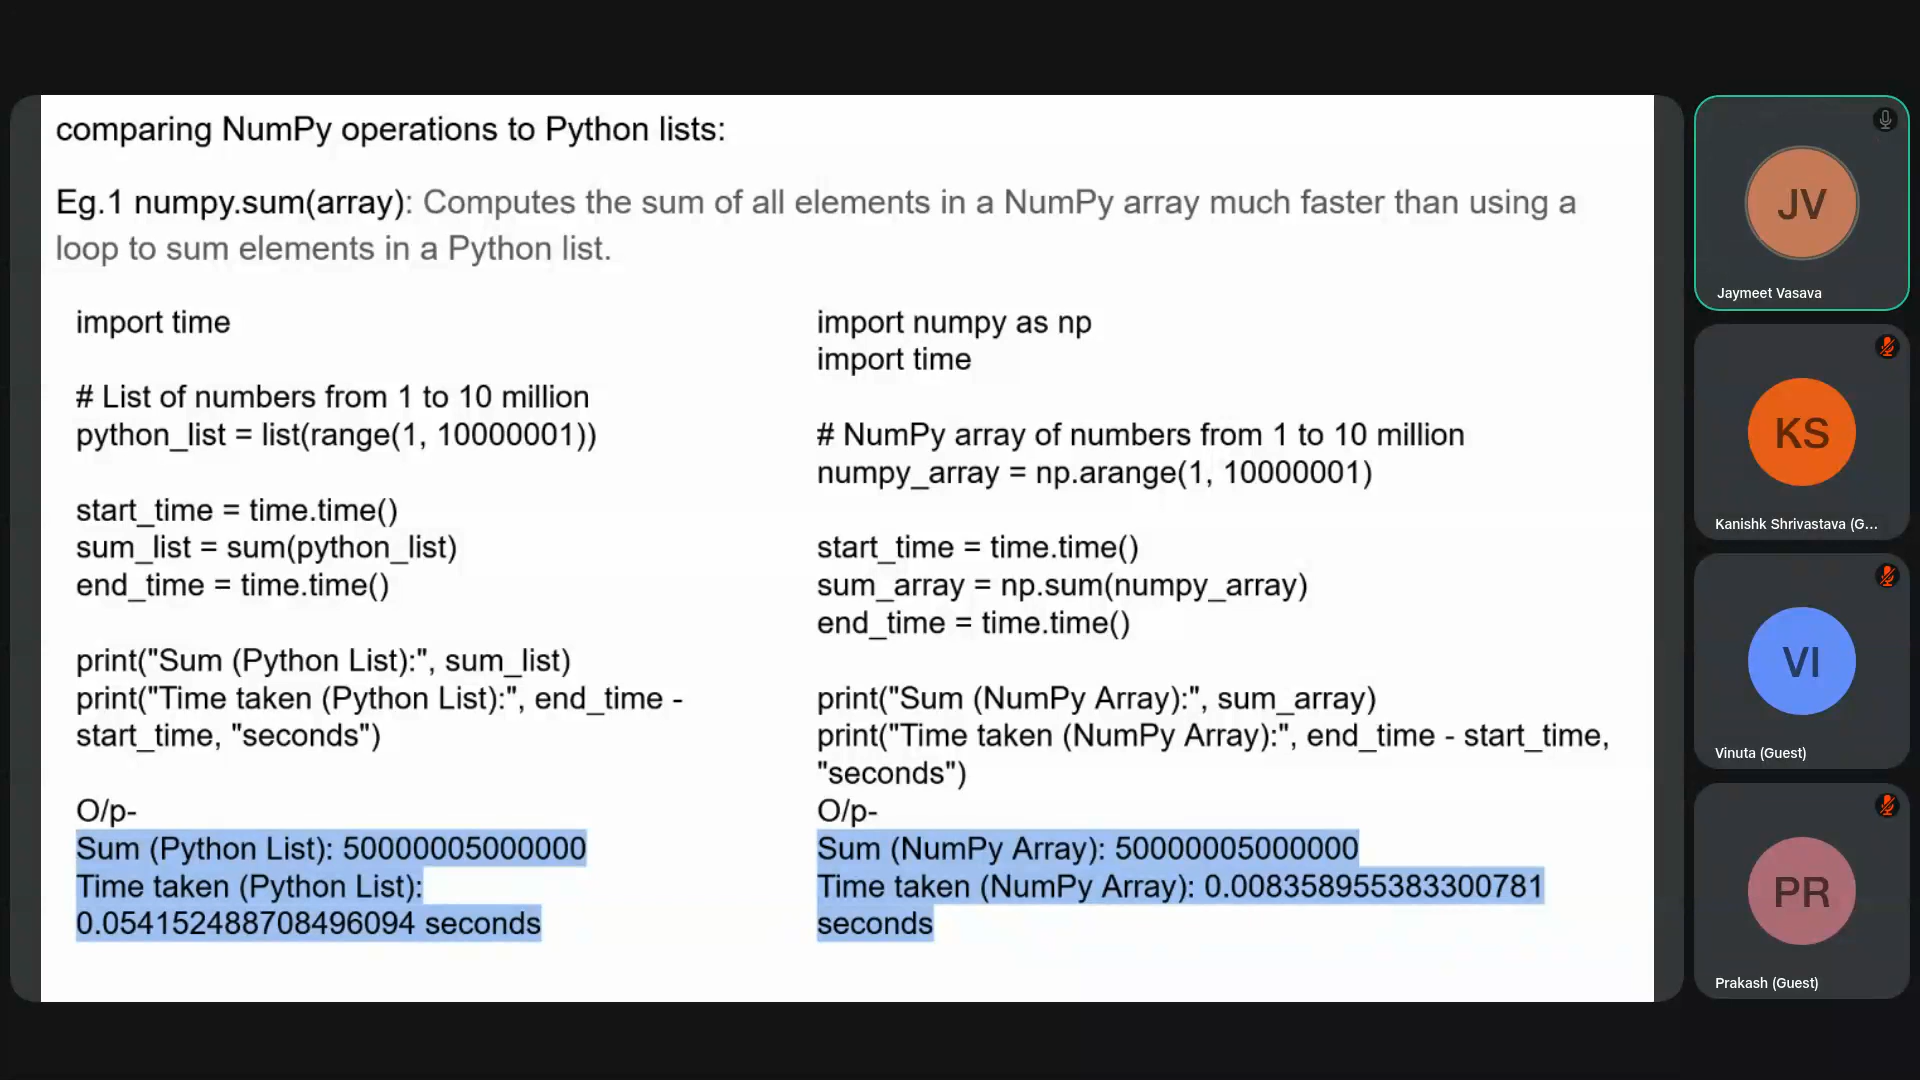 comparing NumPy operations to Python lists:
Eg.1 numpy.sum(array): Computes the sum of all elements in a NumPy array much faster than using a
loop to sum elements in a Python list.
import time
# List of numbers from 1 to 10 million
python_list = list(range(1, 10000001))
start_time = time.time()
sum_list = sum(python_list)
end_time = time.time()
print("Sum (Python List):", sum_list)
print("Time taken (Python List):", end_time -
start_time, "seconds")
O/p-
Sum (Python List): 50000005000000
Time taken (Python List):
0.054152488708496094 seconds
import numpy as np
import time
# NumPy array of numbers from 1 to 10 million
numpy_array = np.arange(1, 10000001)
start_time = time.time()
sum_array = np.sum(numpy_array)
end_time = time.time()
print("Sum (NumPy Array):", sum_array)
print("Time taken (NumPy Array):", end_time - start_time,
"seconds")
O/p-
Sum (NumPy Array): 50000005000000
Time taken (NumPy Array): 0.008358955383300781
seconds
JV
Jaymeet Vasava
KS
Kanishk Shrivastava (G...
VI
Vinuta (Guest)
PR
Prakash (Guest)